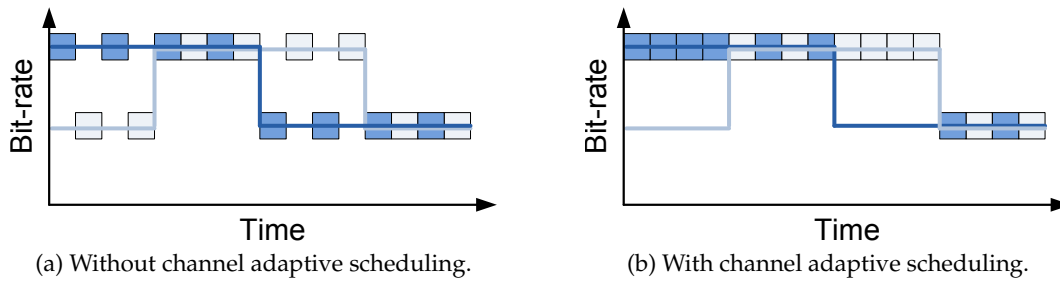 Bit-rate
Time
(a) Without channel adaptive scheduling.
Bit-rate
Time
(b) With channel adaptive scheduling.